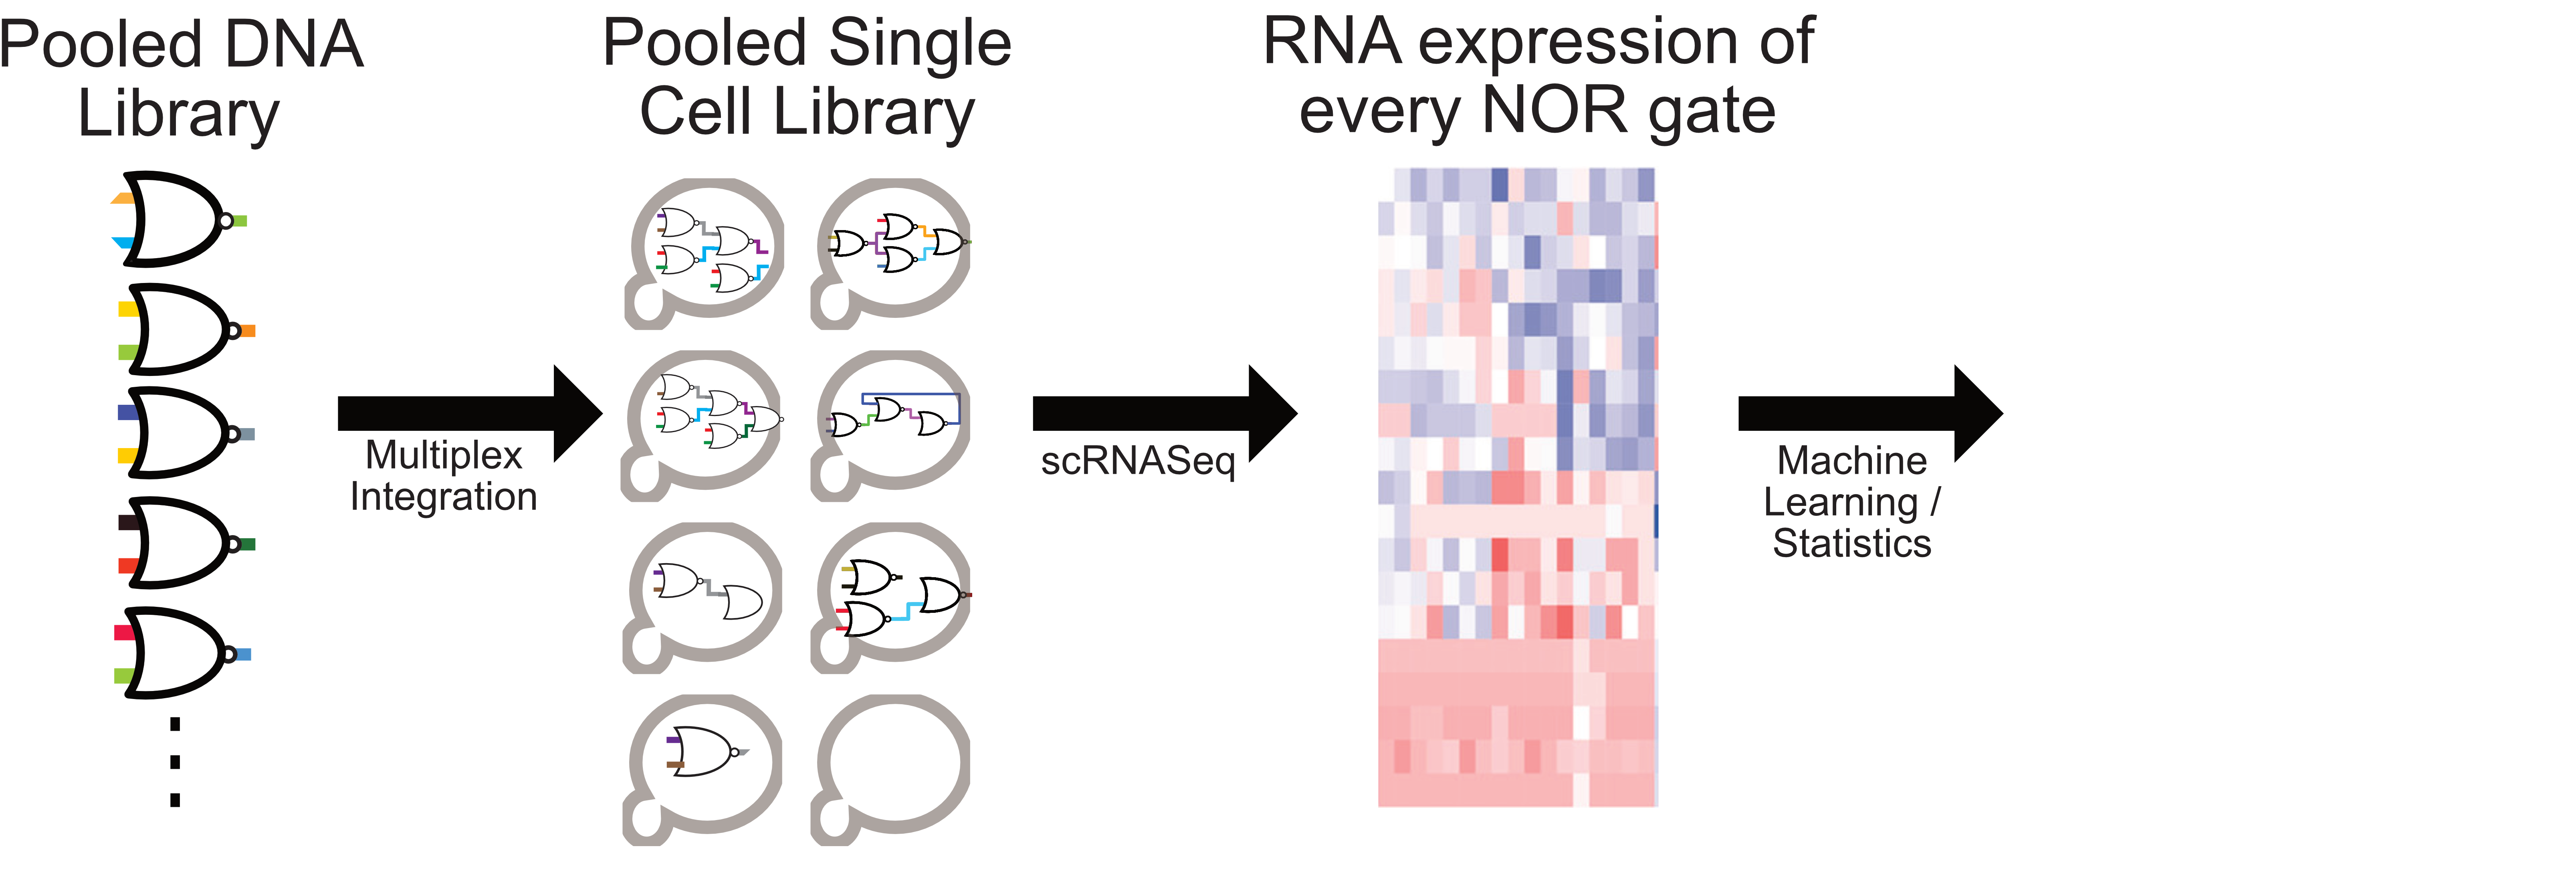 Pooled DNA
Library
Pooled Single
Cell Library
RNA expression of
every NOR gate
Multiplex
Integration
scRNASeq
Machine
Learning /
Statistics